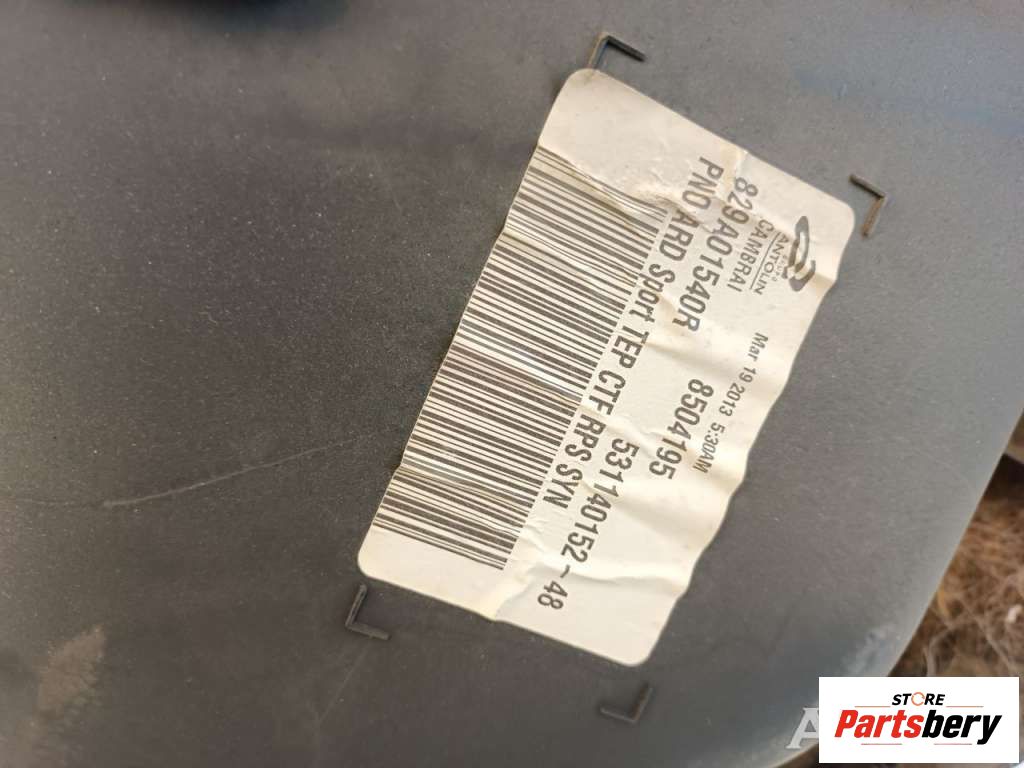 ANTOLIN
CAMBRAI
Mar 19 2013 5:30AM
829A01540R 8504195
531140152-48
PNO ARD Sport TEP CTF RPS SYN
STORE
Partsbery